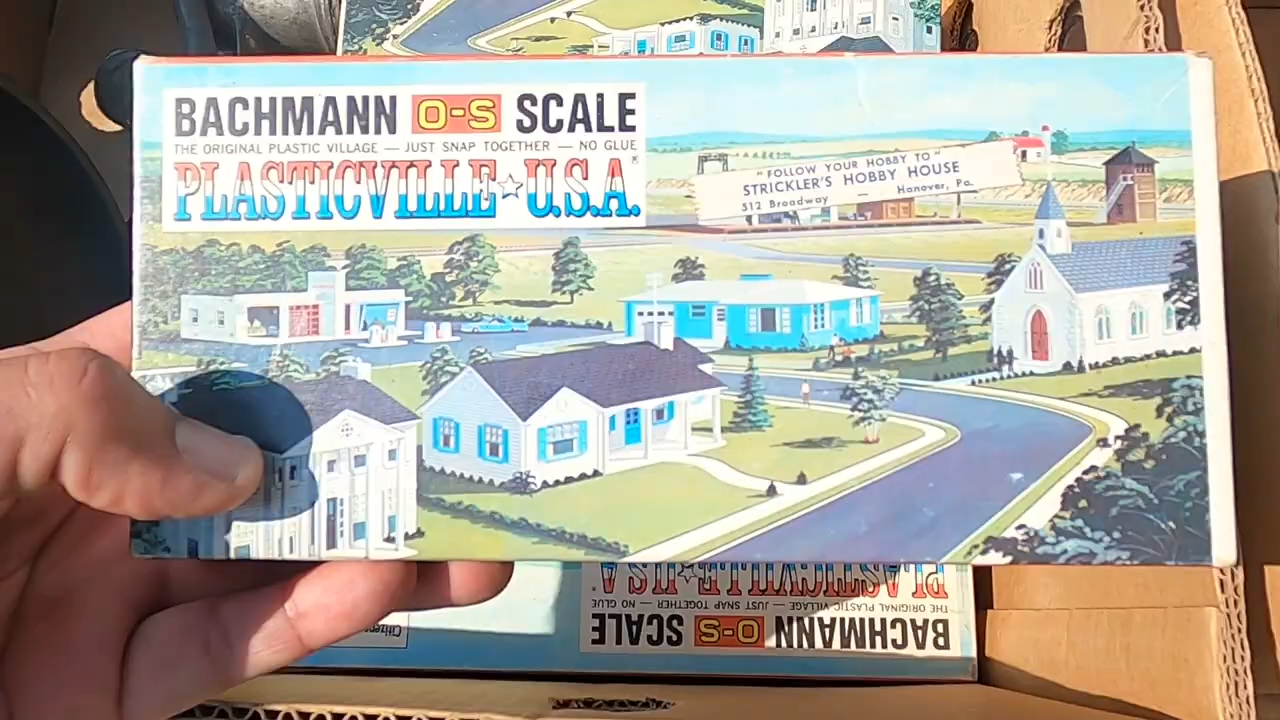 BACHMANN O-S SCALE
THE ORIGINAL PLASTIC VILLAGE — JUST SNAP TOGETHER — NO GLUE
PLASTICVILLE☆U.S.A.®
"FOLLOW YOUR HOBBY TO"
STRICKLER'S HOBBY HOUSE
512 Broadway — Hanover, Pa.
PLASTICVILLE☆U.S.A.®
THE ORIGINAL PLASTIC VILLAGE — JUST SNAP TOGETHER — NO GLUE
BACHMANN O-S SCALE